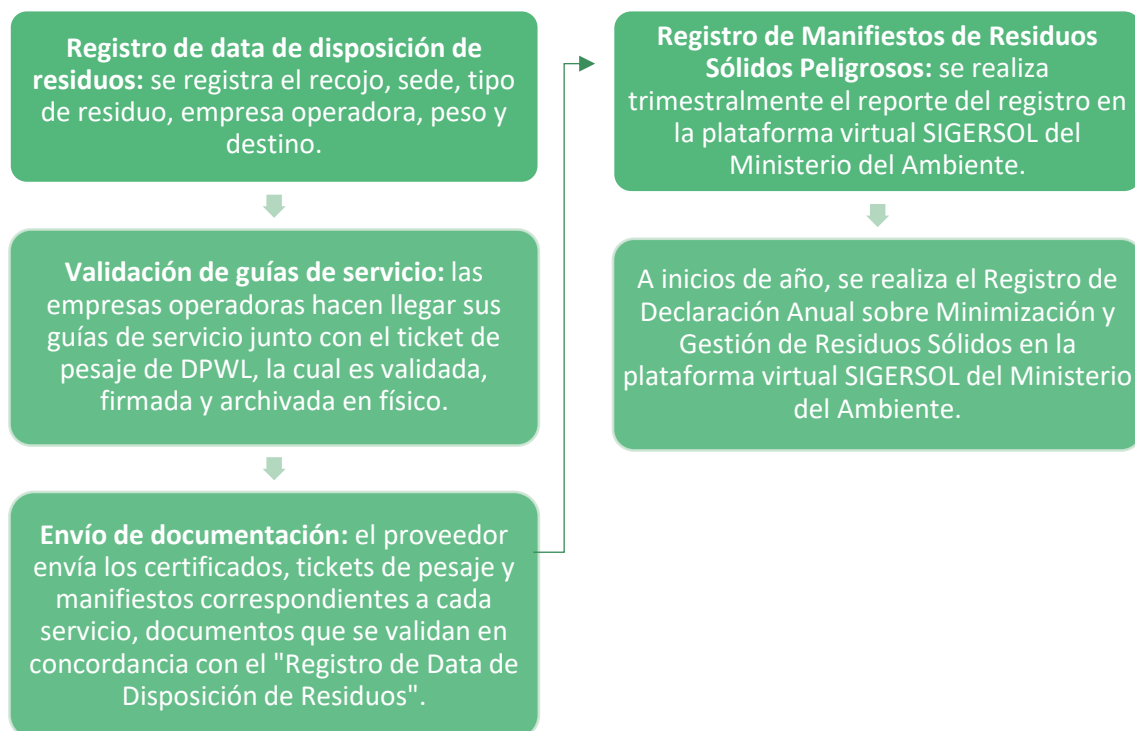 Registro de data de disposición de
residuos: se registra el recojo, sede, tipo
de residuo, empresa operadora, peso y
destino.
Validación de guías de servicio: las
empresas operadoras hacen llegar sus
guías de servicio junto con el ticket de
pesaje de DPWL, la cual es validada,
firmada y archivada en físico.
Envío de documentación: el proveedor
envía los certificados, tickets de pesaje y
manifiestos correspondientes a cada
servicio, documentos que se validan en
concordancia con el "Registro de Data de
Disposición de Residuos".
Registro de Manifiestos de Residuos
Sólidos Peligrosos: se realiza
trimestralmente el reporte del registro en
la plataforma virtual SIGERSOL del
Ministerio del Ambiente.
A inicios de año, se realiza el Registro de
Declaración Anual sobre Minimización y
Gestión de Residuos Sólidos en la
plataforma virtual SIGERSOL del Ministerio
del Ambiente.